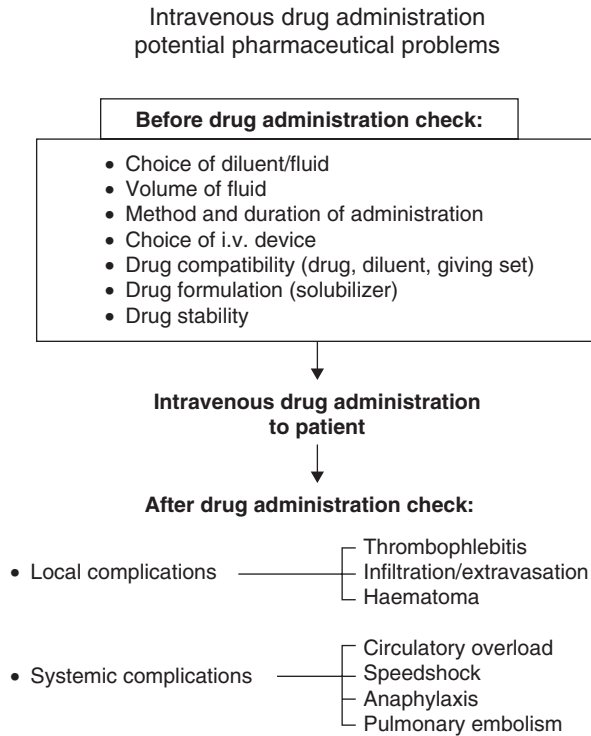 Intravenous drug administration
potential pharmaceutical problems
Before drug administration check:
• Choice of diluent/fluid
• Volume of fluid
• Method and duration of administration
• Choice of i.v. device
• Drug compatibility (drug, diluent, giving set)
• Drug formulation (solubilizer)
• Drug stability
Intravenous drug administration
to patient
After drug administration check:
• Local complications
Thrombophlebitis
Infiltration/extravasation
Haematoma
• Systemic complications
Circulatory overload
Speedshock
Anaphylaxis
Pulmonary embolism